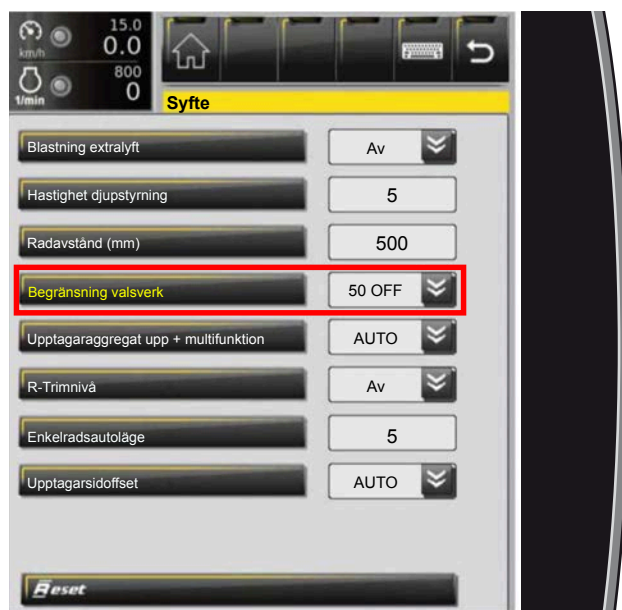 km/h
15.0
0.0
1/min
800
0
Syfte
Blastning extralyft Av
Hastighet djupstyrning 5
Radavstånd (mm) 500
Begränsning valsverk 50 OFF
Upptagaraggregat upp + multifunktion AUTO
R-Trimnivå Av
Enkelradsautoläge 5
Upptagarsidoffset AUTO
Reset